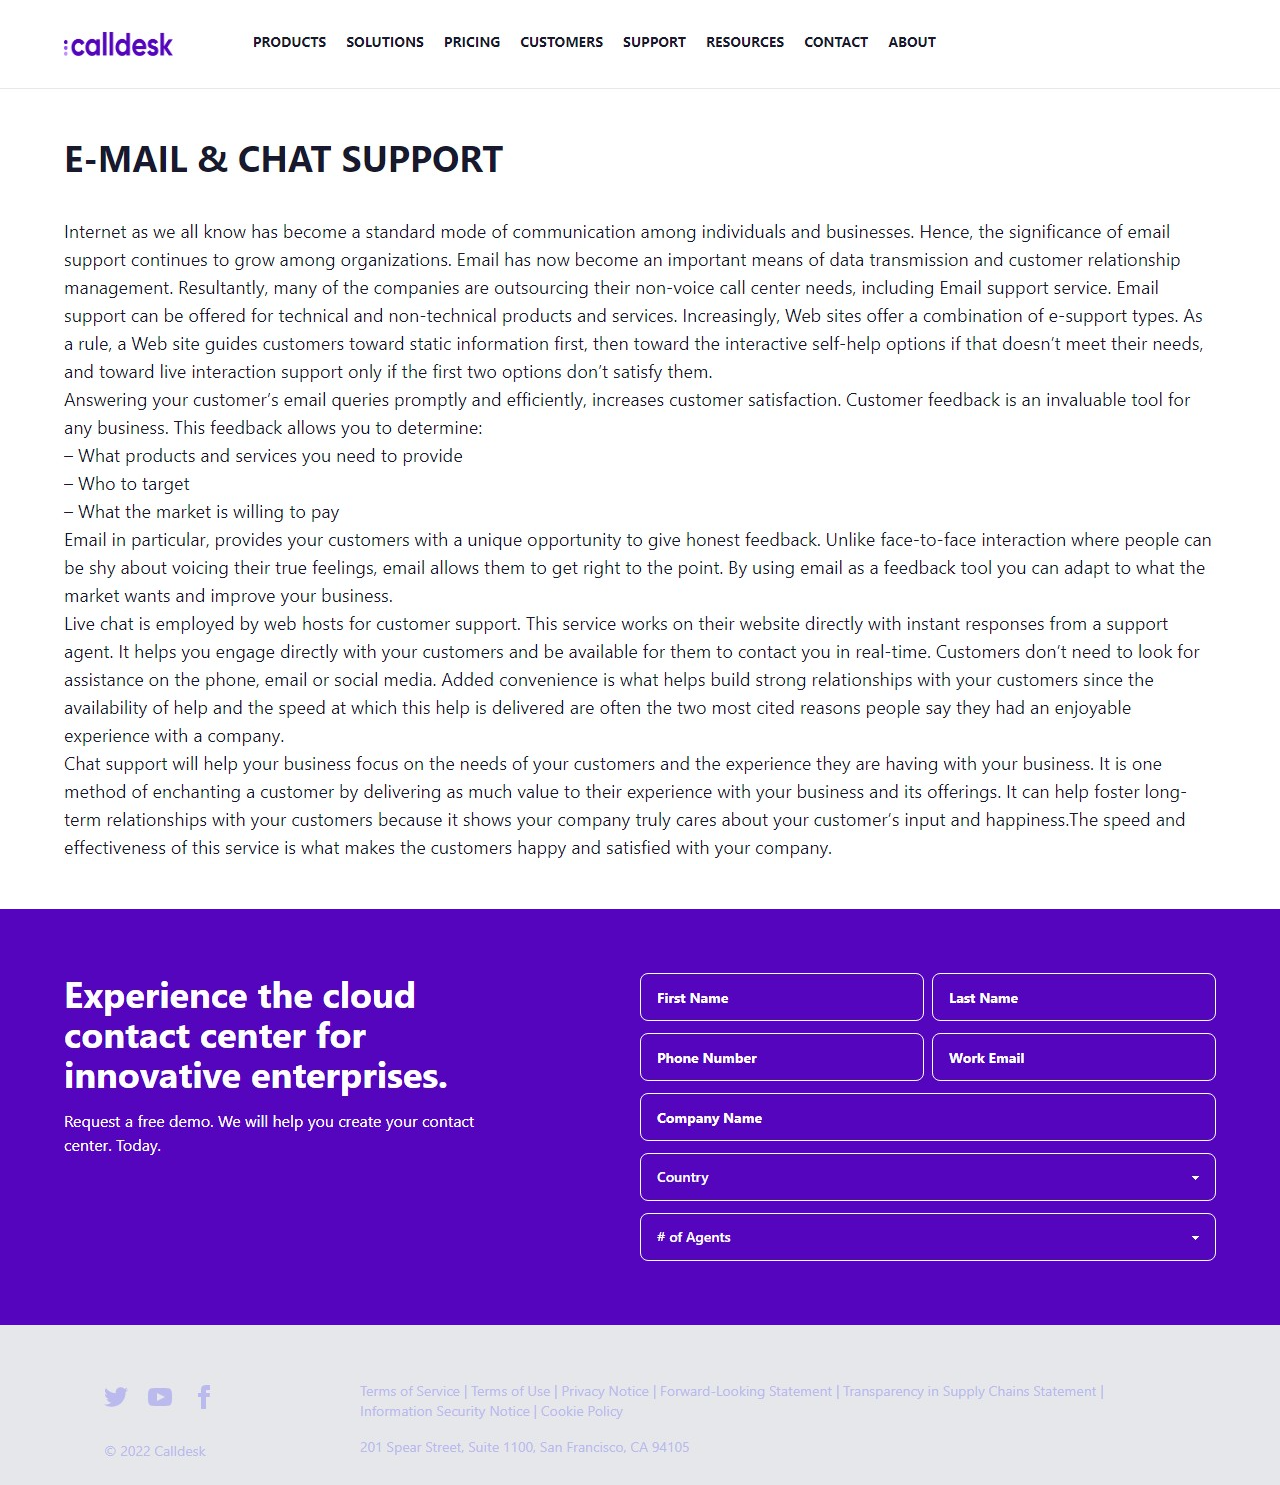 calldesk
PRODUCTS SOLUTIONS PRICING CUSTOMERS SUPPORT RESOURCES CONTACT ABOUT
E-MAIL & CHAT SUPPORT
Internet as we all know has become a standard mode of communication among individuals and businesses. Hence, the significance of email
support continues to grow among organizations. Email has now become an important means of data transmission and customer relationship
management. Resultantly, many of the companies are outsourcing their non-voice call center needs, including Email support service. Email
support can be offered for technical and non-technical products and services. Increasingly, Web sites offer a combination of e-support types. As
a rule, a Web site guides customers toward static information first, then toward the interactive self-help options if that doesn’t meet their needs,
and toward live interaction support only if the first two options don’t satisfy them.
Answering your customer’s email queries promptly and efficiently, increases customer satisfaction. Customer feedback is an invaluable tool for
any business. This feedback allows you to determine:
– What products and services you need to provide
– Who to target
– What the market is willing to pay
Email in particular, provides your customers with a unique opportunity to give honest feedback. Unlike face-to-face interaction where people can
be shy about voicing their true feelings, email allows them to get right to the point. By using email as a feedback tool you can adapt to what the
market wants and improve your business.
Live chat is employed by web hosts for customer support. This service works on their website directly with instant responses from a support
agent. It helps you engage directly with your customers and be available for them to contact you in real-time. Customers don’t need to look for
assistance on the phone, email or social media. Added convenience is what helps build strong relationships with your customers since the
availability of help and the speed at which this help is delivered are often the two most cited reasons people say they had an enjoyable
experience with a company.
Chat support will help your business focus on the needs of your customers and the experience they are having with your business. It is one
method of enchanting a customer by delivering as much value to their experience with your business and its offerings. It can help foster long-
term relationships with your customers because it shows your company truly cares about your customer’s input and happiness.The speed and
effectiveness of this service is what makes the customers happy and satisfied with your company.
Experience the cloud
contact center for
innovative enterprises.
Request a free demo. We will help you create your contact
center. Today.
First Name
Last Name
Phone Number
Work Email
Company Name
Country
# of Agents
Terms of Service | Terms of Use | Privacy Notice | Forward-Looking Statement | Transparency in Supply Chains Statement |
Information Security Notice | Cookie Policy
201 Spear Street, Suite 1100, San Francisco, CA 94105
© 2022 Calldesk